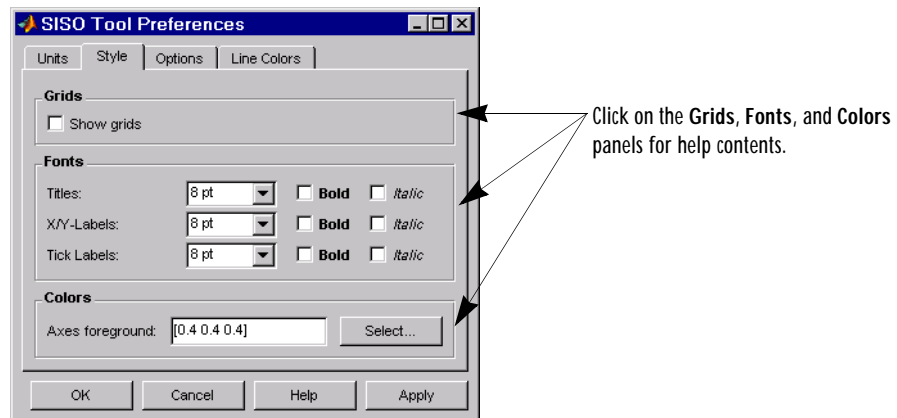 SISO Tool Preferences
Units Style Options Line Colors
Grids
Show grids
Click on the Grids, Fonts, and Colors
panels for help contents.
Fonts
Titles: 8 pt Bold Italic
X/Y-Labels: 8 pt Bold Italic
Tick Labels: 8 pt Bold Italic
Colors
Axes foreground: [0.4 0.4 0.4] Select...
OK Cancel Help Apply